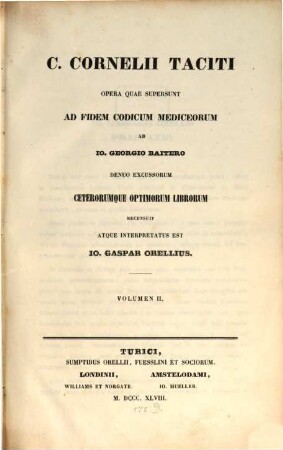 C. CORNELII TACITI
OPERA QUAE SUPERSUNT
AD FIDEM CODICUM MEDICEORUM
AB
IO. GEORGIO BAITERO
DENUO EXCUSSORUM
CETERORUMQUE OPTIMORUM LIBRORUM
RECENSUIT
ATQUE INTERPRETATUS EST
IO. GASPAR ORELLIUS.
VOLUMEN II.
TURICI,
SUMPTIBUS ORELLII, FUESSLINI ET SOCIORUM.
LONDINII, AMSTELODAMI,
WILLIAMS ET NORGATE. IO. MUELLER.
M. DCCC. XLVIII.